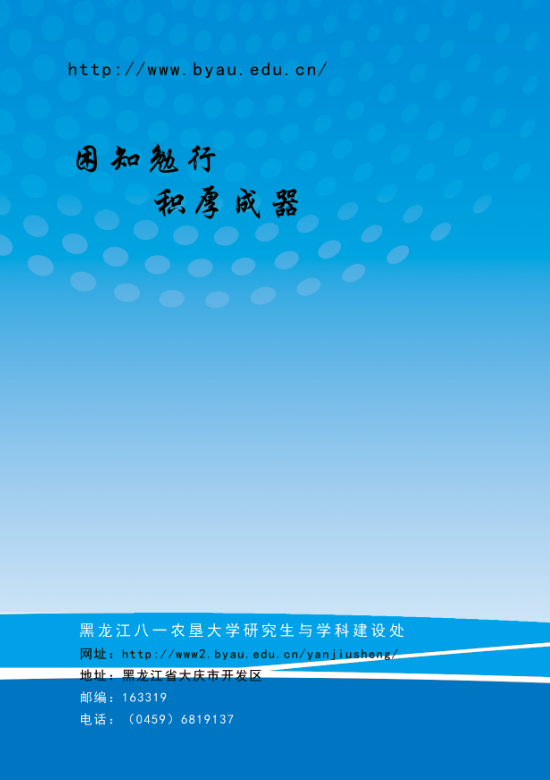 http://www.byau.edu.cn/
困知勉行
积厚成器
黑龙江八一农垦大学研究生与学科建设处
网址：http://www2.byau.edu.cn/yanjiusheng/
地址：黑龙江省大庆市开发区
邮编：163319
电话：（0459）6819137